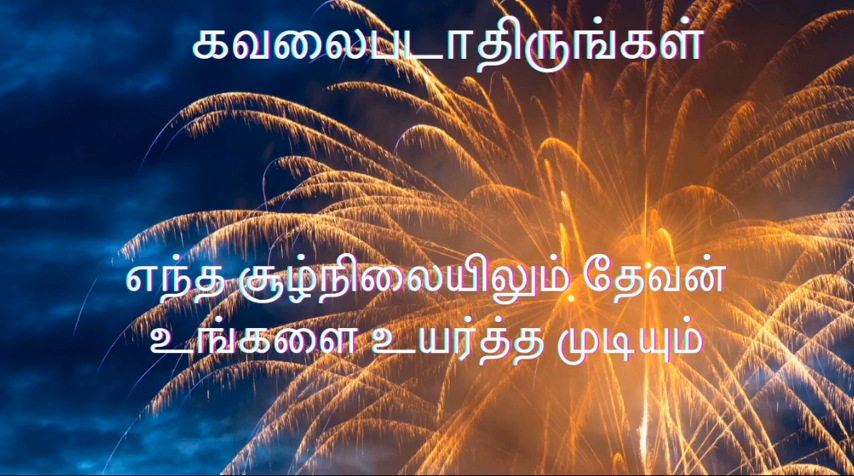 கவலைபடாதிருங்கள்
எந்த சூழ்நிலையிலும் தேவன்
உங்களை உயர்த்த முடியும்